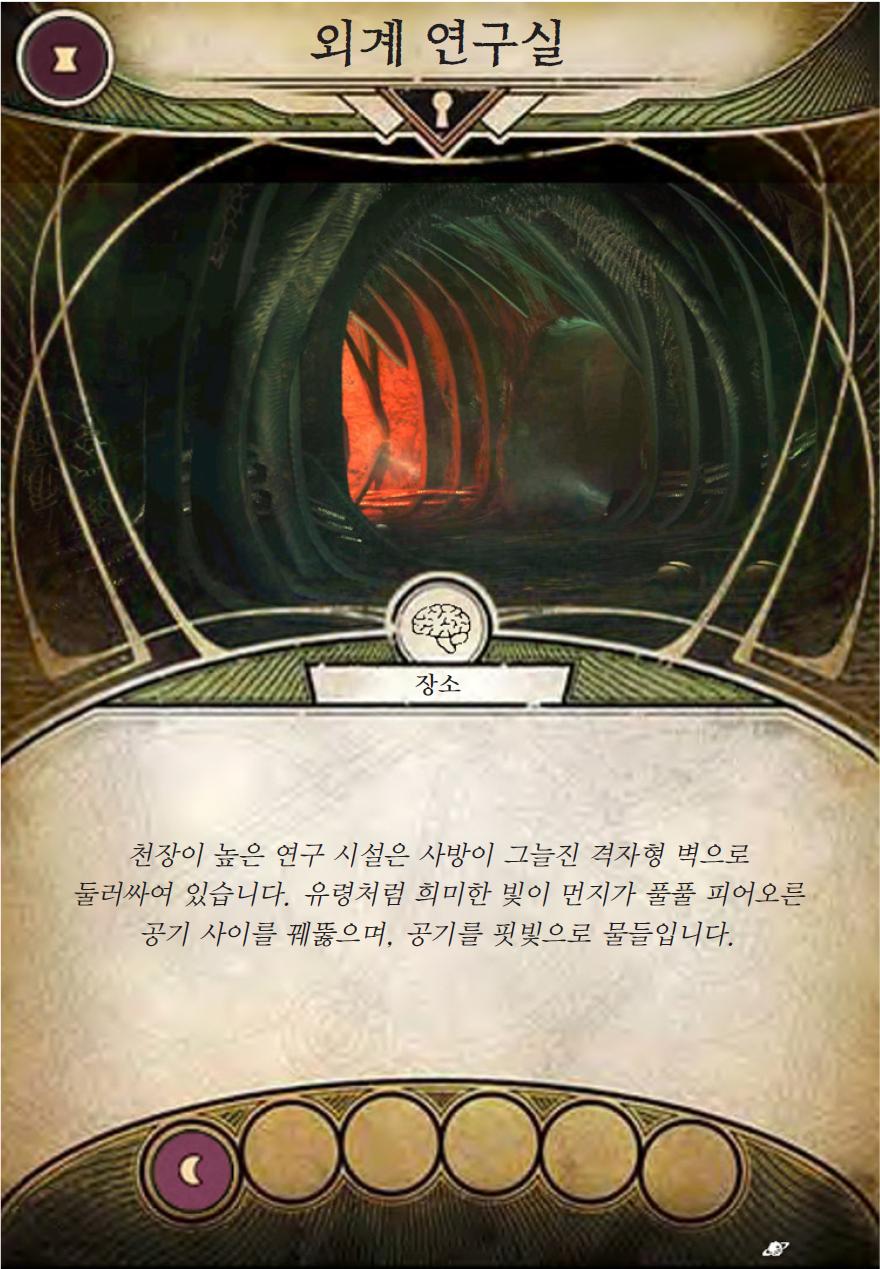 외계 연구실
장소
천장이 높은 연구 시설은 사방이 그늘진 격자형 벽으로
둘러싸여 있습니다. 유령처럼 희미한 빛이 먼지가 풀풀 피어오른
공기 사이를 꿰뚫으며, 공기를 핏빛으로 물들입니다.